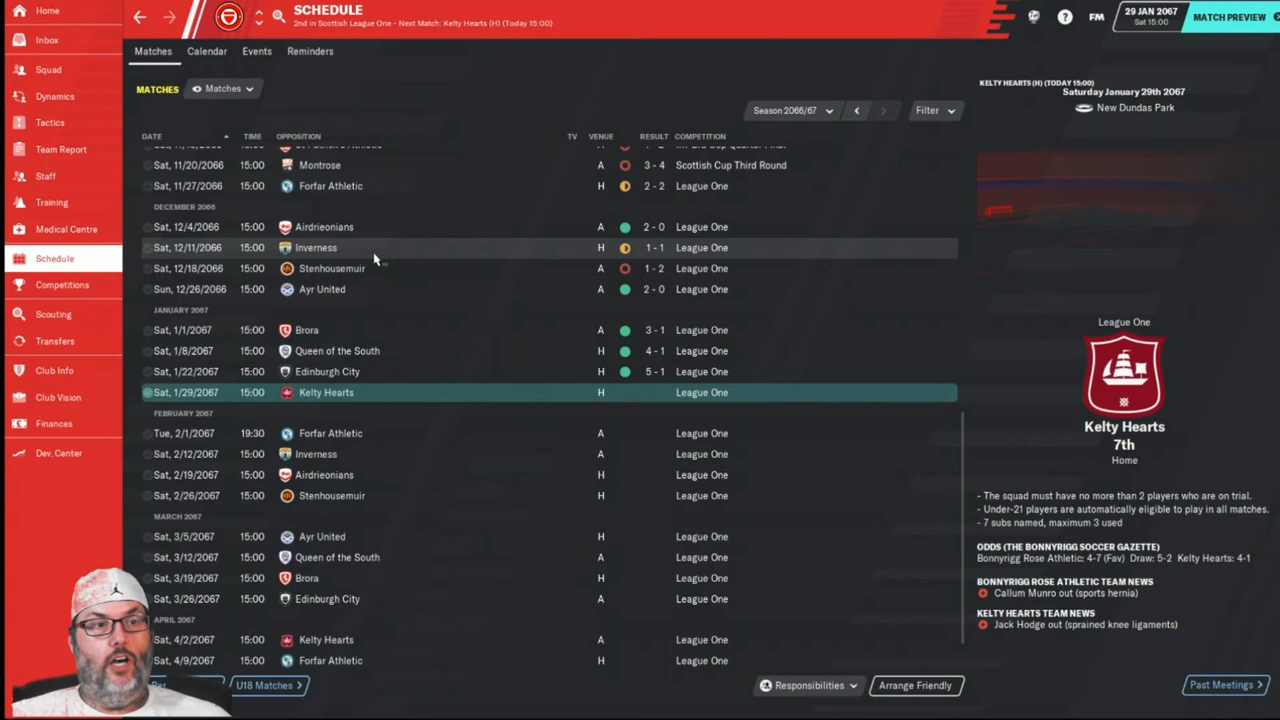 Home
Inbox
Squad
Dynamics
Tactics
Team Report
Staff
Training
Medical Centre
Schedule
Competitions
Scouting
Transfers
Club Info
Club Vision
Finances
Dev. Center
SCHEDULE
2nd in Scottish League One - Next Match: Kelty Hearts (H) (Today 15:00)
FM
29 JAN 2067
Sat 15:00
MATCH PREVIEW
Matches Calendar Events Reminders
MATCHES Matches
Season 2066/67 Filter
DATE TIME OPPOSITION TV VENUE RESULT COMPETITION
Sat, 11/20/2066 15:00 Montrose A 3 - 4 Scottish Cup Third Round
Sat, 11/27/2066 15:00 Forfar Athletic H 2 - 2 League One
DECEMBER 2066
Sat, 12/4/2066 15:00 Airdrieonians A 2 - 0 League One
Sat, 12/11/2066 15:00 Inverness H 1 - 1 League One
Sat, 12/18/2066 15:00 Stenhousemuir A 1 - 2 League One
Sun, 12/26/2066 15:00 Ayr United A 2 - 0 League One
JANUARY 2067
Sat, 1/1/2067 15:00 Brora A 3 - 1 League One
Sat, 1/8/2067 15:00 Queen of the South H 4 - 1 League One
Sat, 1/22/2067 15:00 Edinburgh City H 5 - 1 League One
Sat, 1/29/2067 15:00 Kelty Hearts H League One
FEBRUARY 2067
Tue, 2/1/2067 19:30 Forfar Athletic A League One
Sat, 2/12/2067 15:00 Inverness A League One
Sat, 2/19/2067 15:00 Airdrieonians H League One
Sat, 2/26/2067 15:00 Stenhousemuir H League One
MARCH 2067
Sat, 3/5/2067 15:00 Ayr United H League One
Sat, 3/12/2067 15:00 Queen of the South A League One
Sat, 3/19/2067 15:00 Brora H League One
Sat, 3/26/2067 15:00 Edinburgh City A League One
APRIL 2067
Sat, 4/2/2067 15:00 Kelty Hearts A League One
Sat, 4/9/2067 15:00 Forfar Athletic H League One
U18 Matches
Responsibilities
Arrange Friendly
KELTY HEARTS (H) (TODAY 15:00)
Saturday January 29th 2067
New Dundas Park
League One
Kelty Hearts
7th
Home
- The squad must have no more than 2 players who are on trial.
- Under-21 players are automatically eligible to play in all matches.
- 7 subs named, maximum 3 used
ODDS (THE BONNYRIGG SOCCER GAZETTE)
Bonnyrigg Rose Athletic: 4-7 (Fav) Draw: 5-2 Kelty Hearts: 4-1
BONNYRIGG ROSE ATHLETIC TEAM NEWS
Callum Munro out (sports hernia)
KELTY HEARTS TEAM NEWS
Jack Hodge out (sprained knee ligaments)
Past Meetings